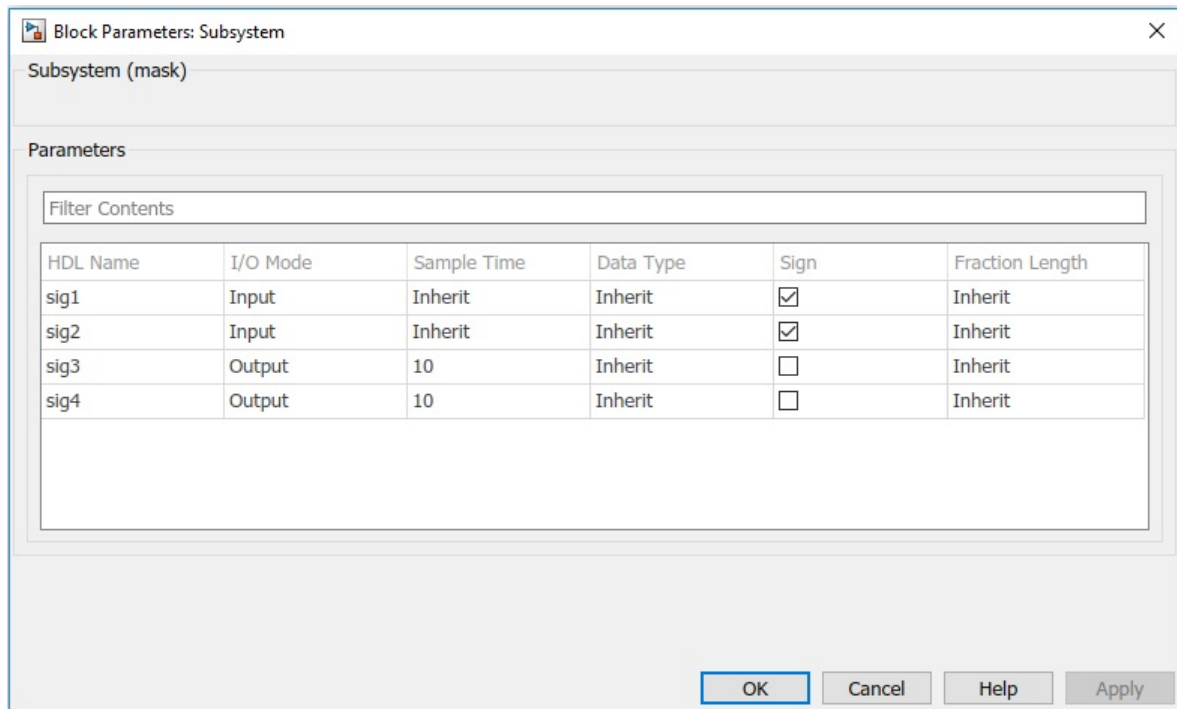 Block Parameters: Subsystem
Subsystem (mask)
Parameters
Filter Contents
HDL Name I/O Mode Sample Time Data Type Sign Fraction Length
sig1 Input Inherit Inherit Inherit
sig2 Input Inherit Inherit Inherit
sig3 Output 10 Inherit Inherit
sig4 Output 10 Inherit Inherit
OK Cancel Help Apply